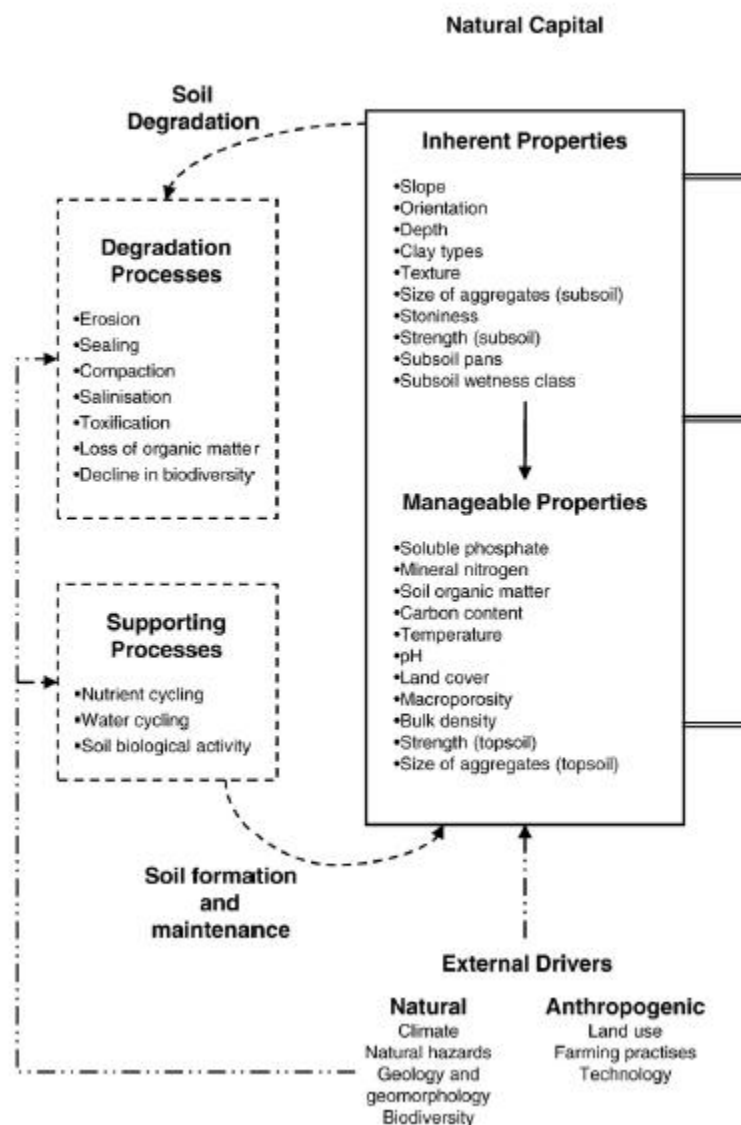 Natural Capital
Soil
Degradation
Inherent Properties
•Slope
•Orientation
•Depth
•Clay types
•Texture
•Size of aggregates (subsoil)
•Stoniness
•Strength (subsoil)
•Subsoil pans
•Subsoil wetness class
Degradation
Processes
•Erosion
•Sealing
•Compaction
•Salinisation
•Toxification
•Loss of organic matter
•Decline in biodiversity
Manageable Properties
•Soluble phosphate
•Mineral nitrogen
•Soil organic matter
•Carbon content
•Temperature
•pH
•Land cover
•Macroporosity
•Bulk density
•Strength (topsoil)
•Size of aggregates (topsoil)
Supporting
Processes
•Nutrient cycling
•Water cycling
•Soil biological activity
Soil formation
and
maintenance
External Drivers
Natural
Climate
Natural hazards
Geology and
geomorphology
Biodiversity
Anthropogenic
Land use
Farming practises
Technology